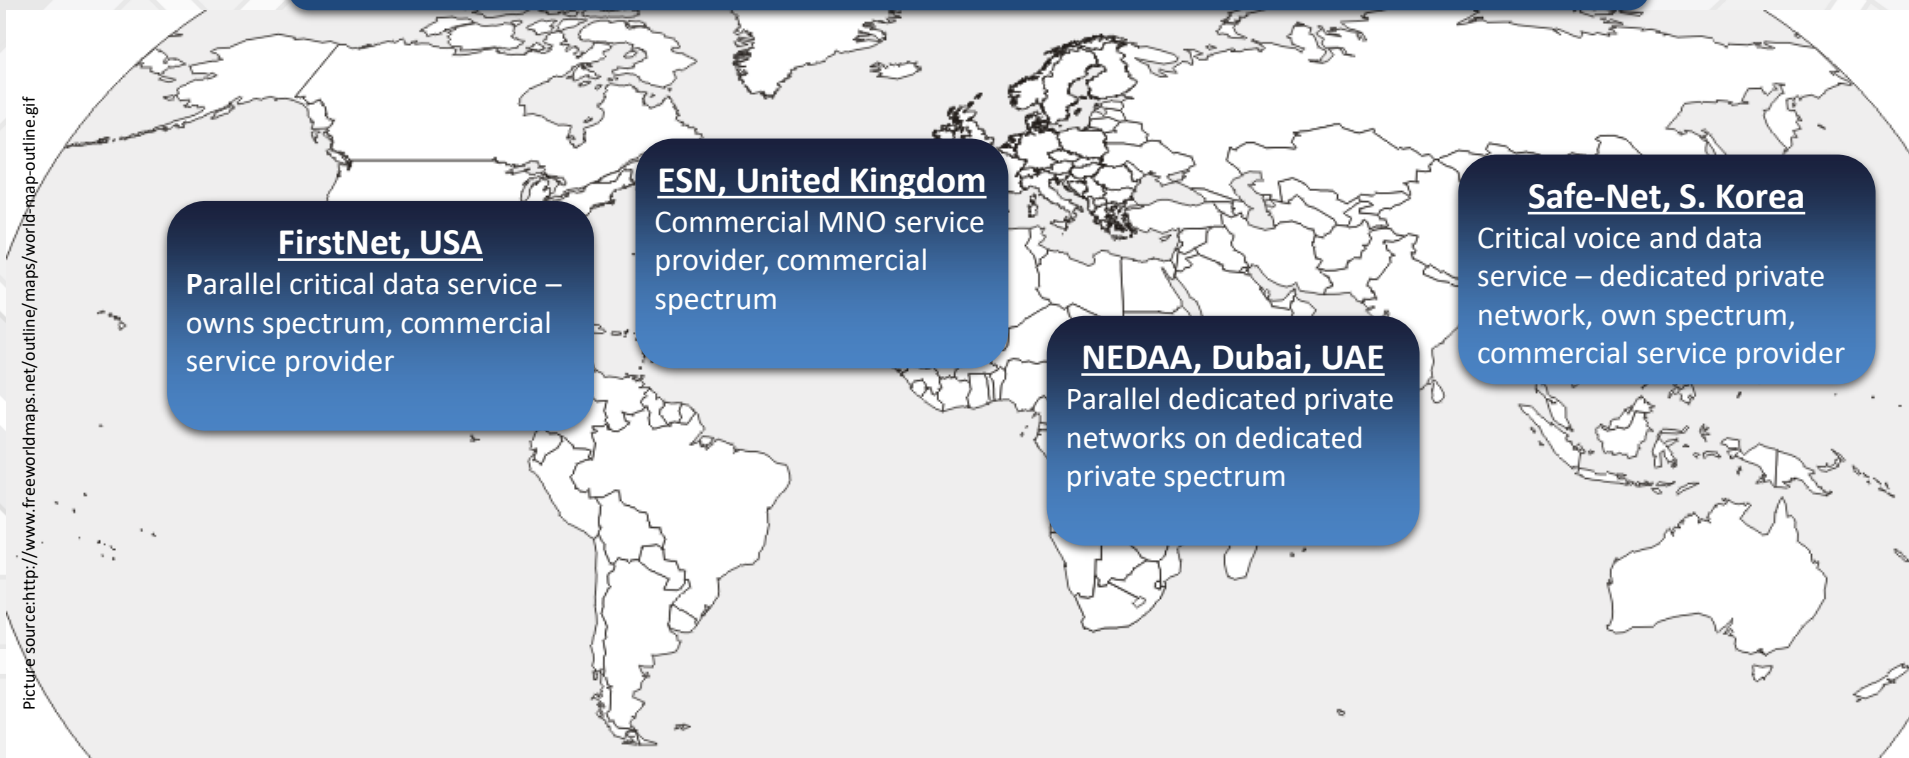 FirstNet, USA
Parallel critical data service –
owns spectrum, commercial
service provider
ESN, United Kingdom
Commercial MNO service
provider, commercial
spectrum
NEDAA, Dubai, UAE
Parallel dedicated private
networks on dedicated
private spectrum
Safe-Net, S. Korea
Critical voice and data
service – dedicated private
network, own spectrum,
commercial service provider
Picture source:http://www.freeworldmaps.net/outline/maps/world-map-outline.gif